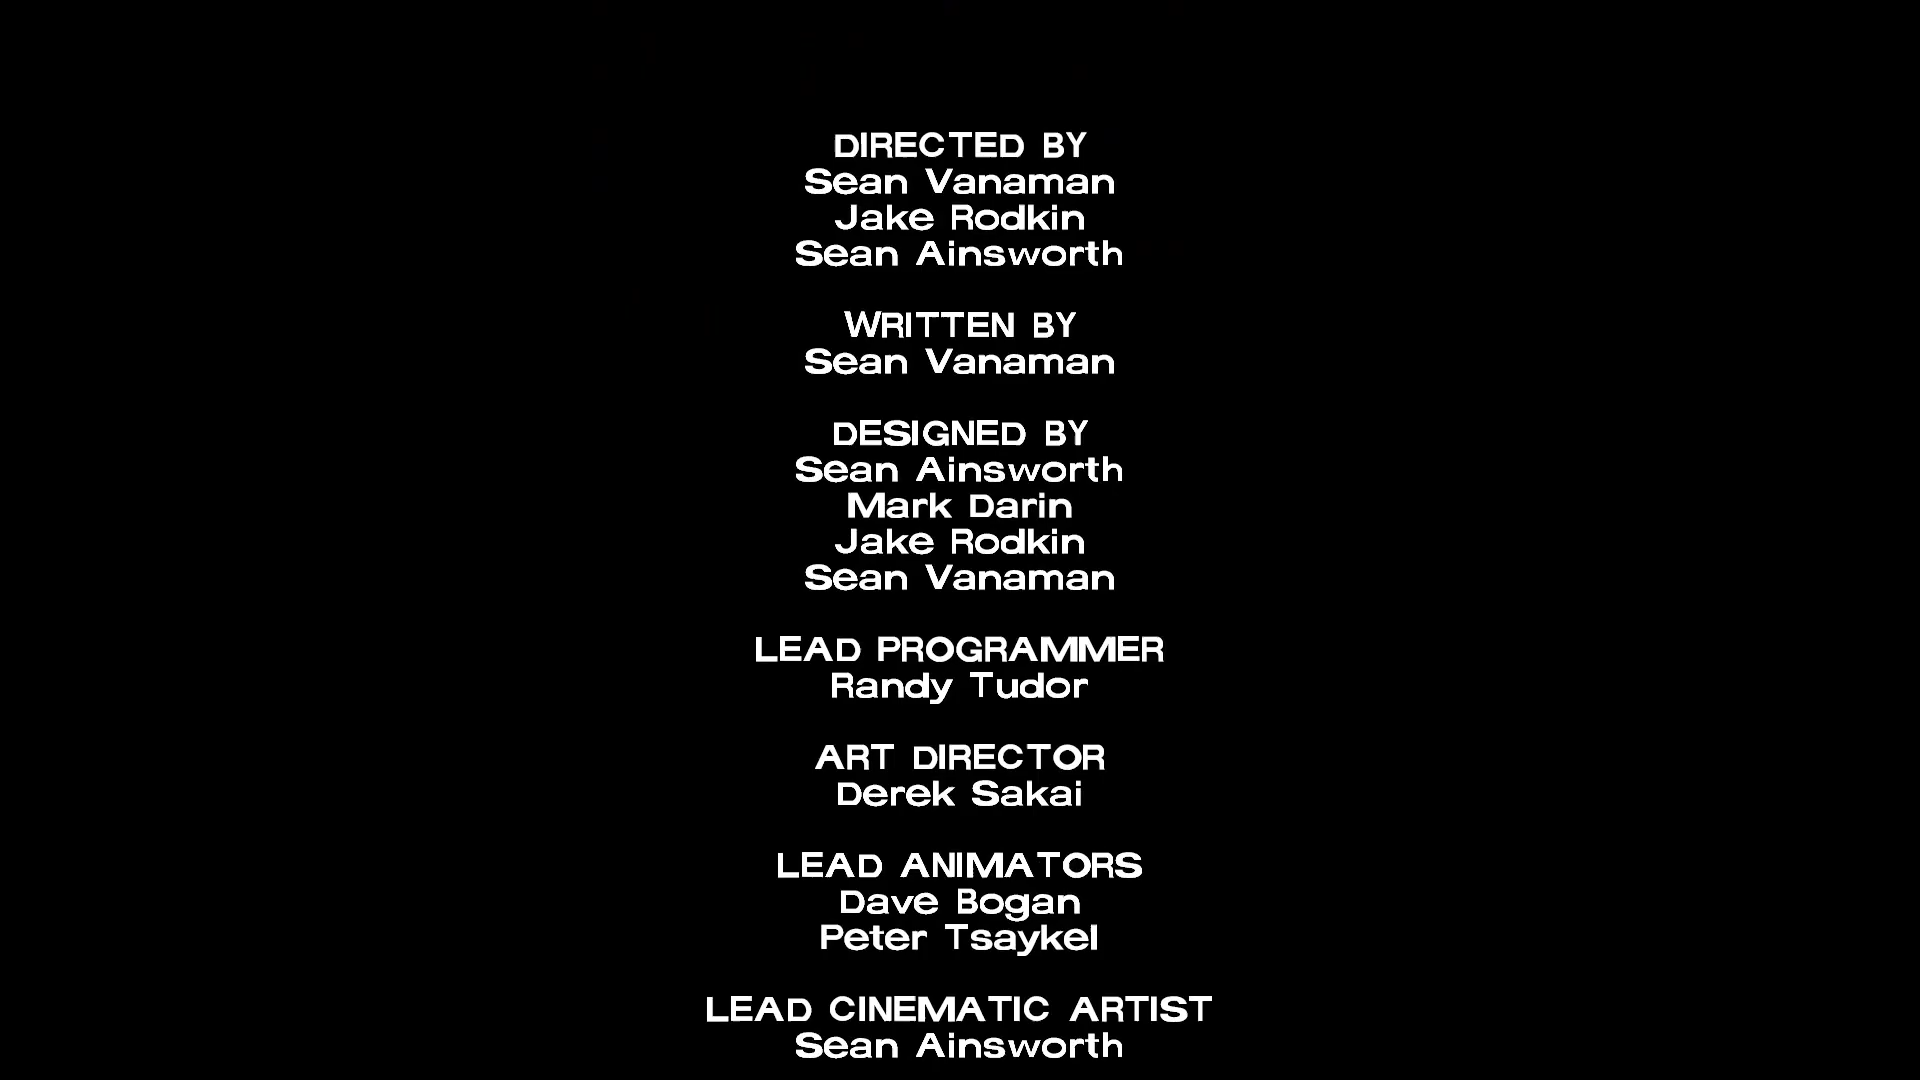 DIRECTED BY
Sean Vanaman
Jake Rodkin
Sean Ainsworth
WRITTEN BY
Sean Vanaman
DESIGNED BY
Sean Ainsworth
Mark Darin
Jake Rodkin
Sean Vanaman
LEAD PROGRAMMER
Randy Tudor
ART DIRECTOR
Derek Sakai
LEAD ANIMATORS
Dave Bogan
Peter Tsaykel
LEAD CINEMATIC ARTIST
Sean Ainsworth